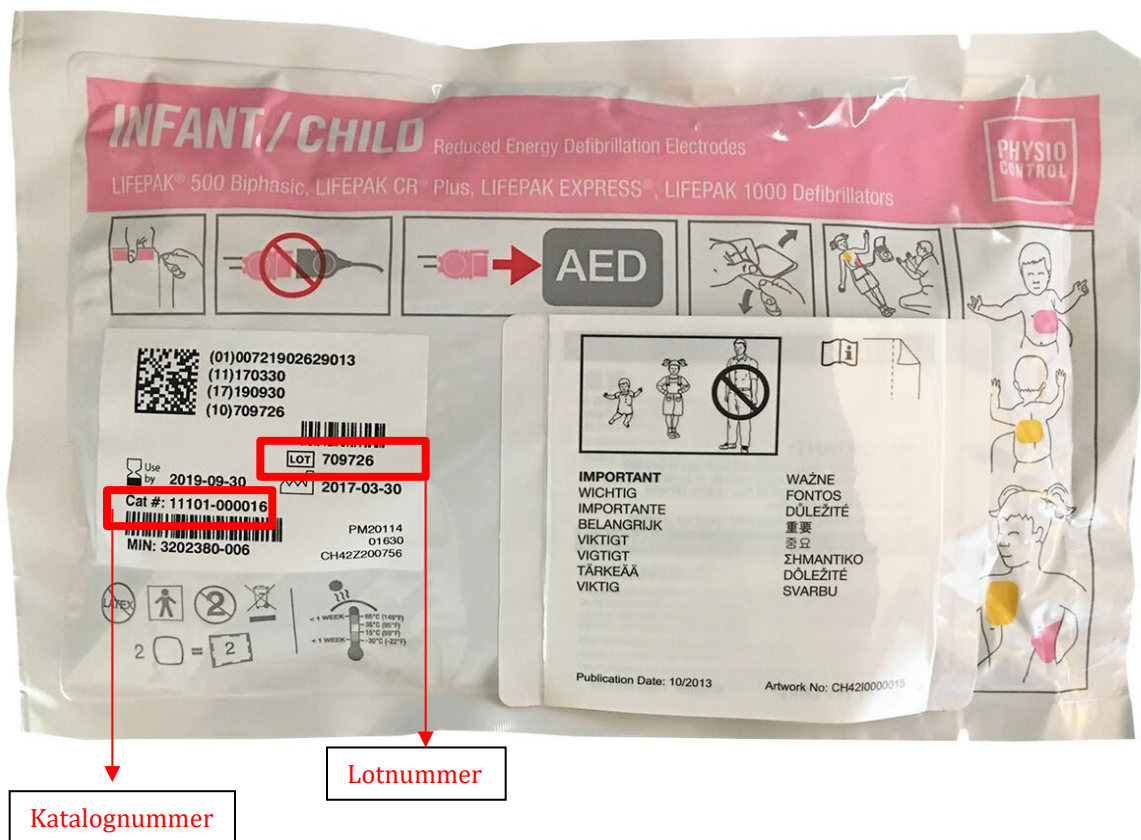 INFANT / CHILD Reduced Energy Defibrillation Electrodes
PHYSIO
CONTROL
LIFEPAK® 500 Biphasic, LIFEPAK CR® Plus, LIFEPAK EXPRESS®, LIFEPAK 1000 Defibrillators
AED
(01)00721902629013
(11)170330
(17)190930
(10)709726
LOT 709726
Use
by 2019-09-30
2017-03-30
Cat #: 11101-000016
PM20114
01630
MIN: 3202380-006
CH42Z200756
LATEX
2
< 1 WEEK
65°C (149°F)
35°C (95°F)
15°C (59°F)
< 1 WEEK
-30°C (-22°F)
2 = 2
i
IMPORTANT
WICHTIG
IMPORTANTE
BELANGRIJK
VIKTIGT
VIGTIGT
TÄRKEÄÄ
VIKTIG
WAŻNE
FONTOS
DŮLEŽITÉ
重要
중요
ΣΗΜΑΝΤΙΚΟ
DÔLEŽITÉ
SVARBU
Publication Date: 10/2013
Artwork No: CH42I0000015
Lotnummer
Katalognummer